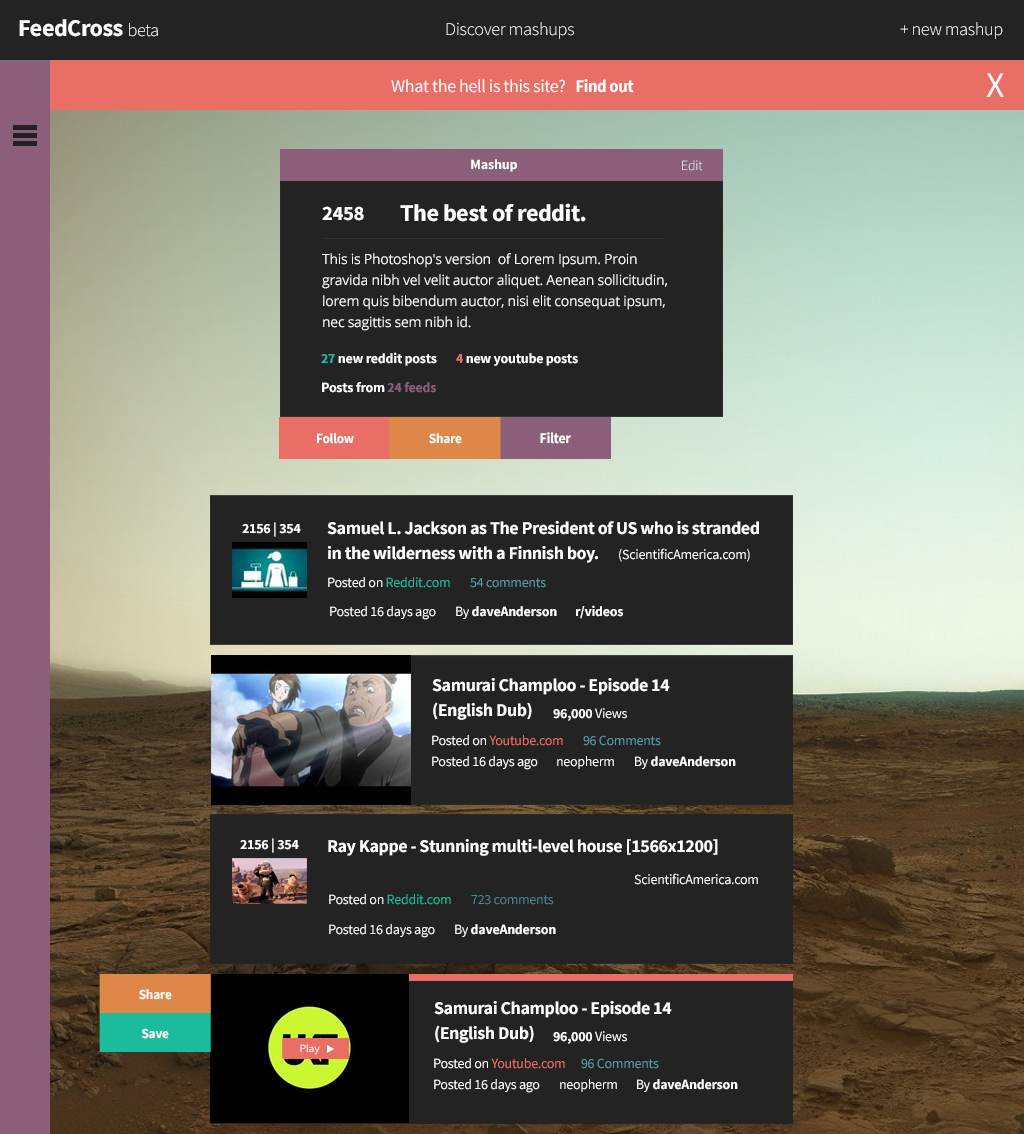 FeedCross beta
Discover mashups
+ new mashup
What the hell is this site? Find out
X
Mashup
Edit
2458
The best of reddit.
This is Photoshop's version of Lorem Ipsum. Proin
gravida nibh vel velit auctor aliquet. Aenean sollicitudin,
lorem quis bibendum auctor, nisi elit consequat ipsum,
nec sagittis sem nibh id.
27 new reddit posts
4 new youtube posts
Posts from 24 feeds
Follow
Share
Filter
2156 | 354
Samuel L. Jackson as The President of US who is stranded
in the wilderness with a Finnish boy.
(ScientificAmerica.com)
Posted on Reddit.com
54 comments
Posted 16 days ago
By daveAnderson
r/videos
Samurai Champloo - Episode 14
(English Dub)
96,000 Views
Posted on Youtube.com
96 Comments
Posted 16 days ago
neopherm
By daveAnderson
2156 | 354
Ray Kappe - Stunning multi-level house [1566x1200]
ScientificAmerica.com
Posted on Reddit.com
723 comments
Posted 16 days ago
By daveAnderson
Share
Save
Play
Samurai Champloo - Episode 14
(English Dub)
96,000 Views
Posted on Youtube.com
96 Comments
Posted 16 days ago
neopherm
By daveAnderson